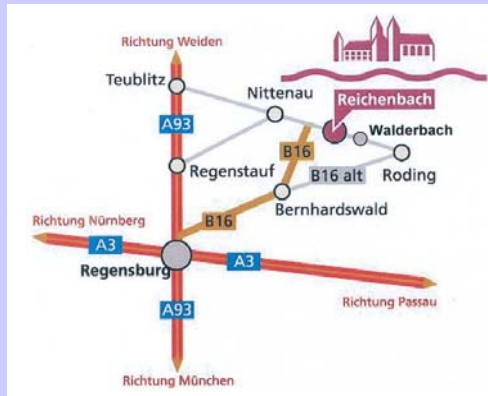 Richtung Weiden
Teublitz
Nittenau
Reichenbach
A93
Walderbach
B16
Regenstauf
B16 alt
Roding
Bernhardswald
Richtung Nürnberg
B16
A3
Regensburg
A3
Richtung Passau
A93
Richtung München